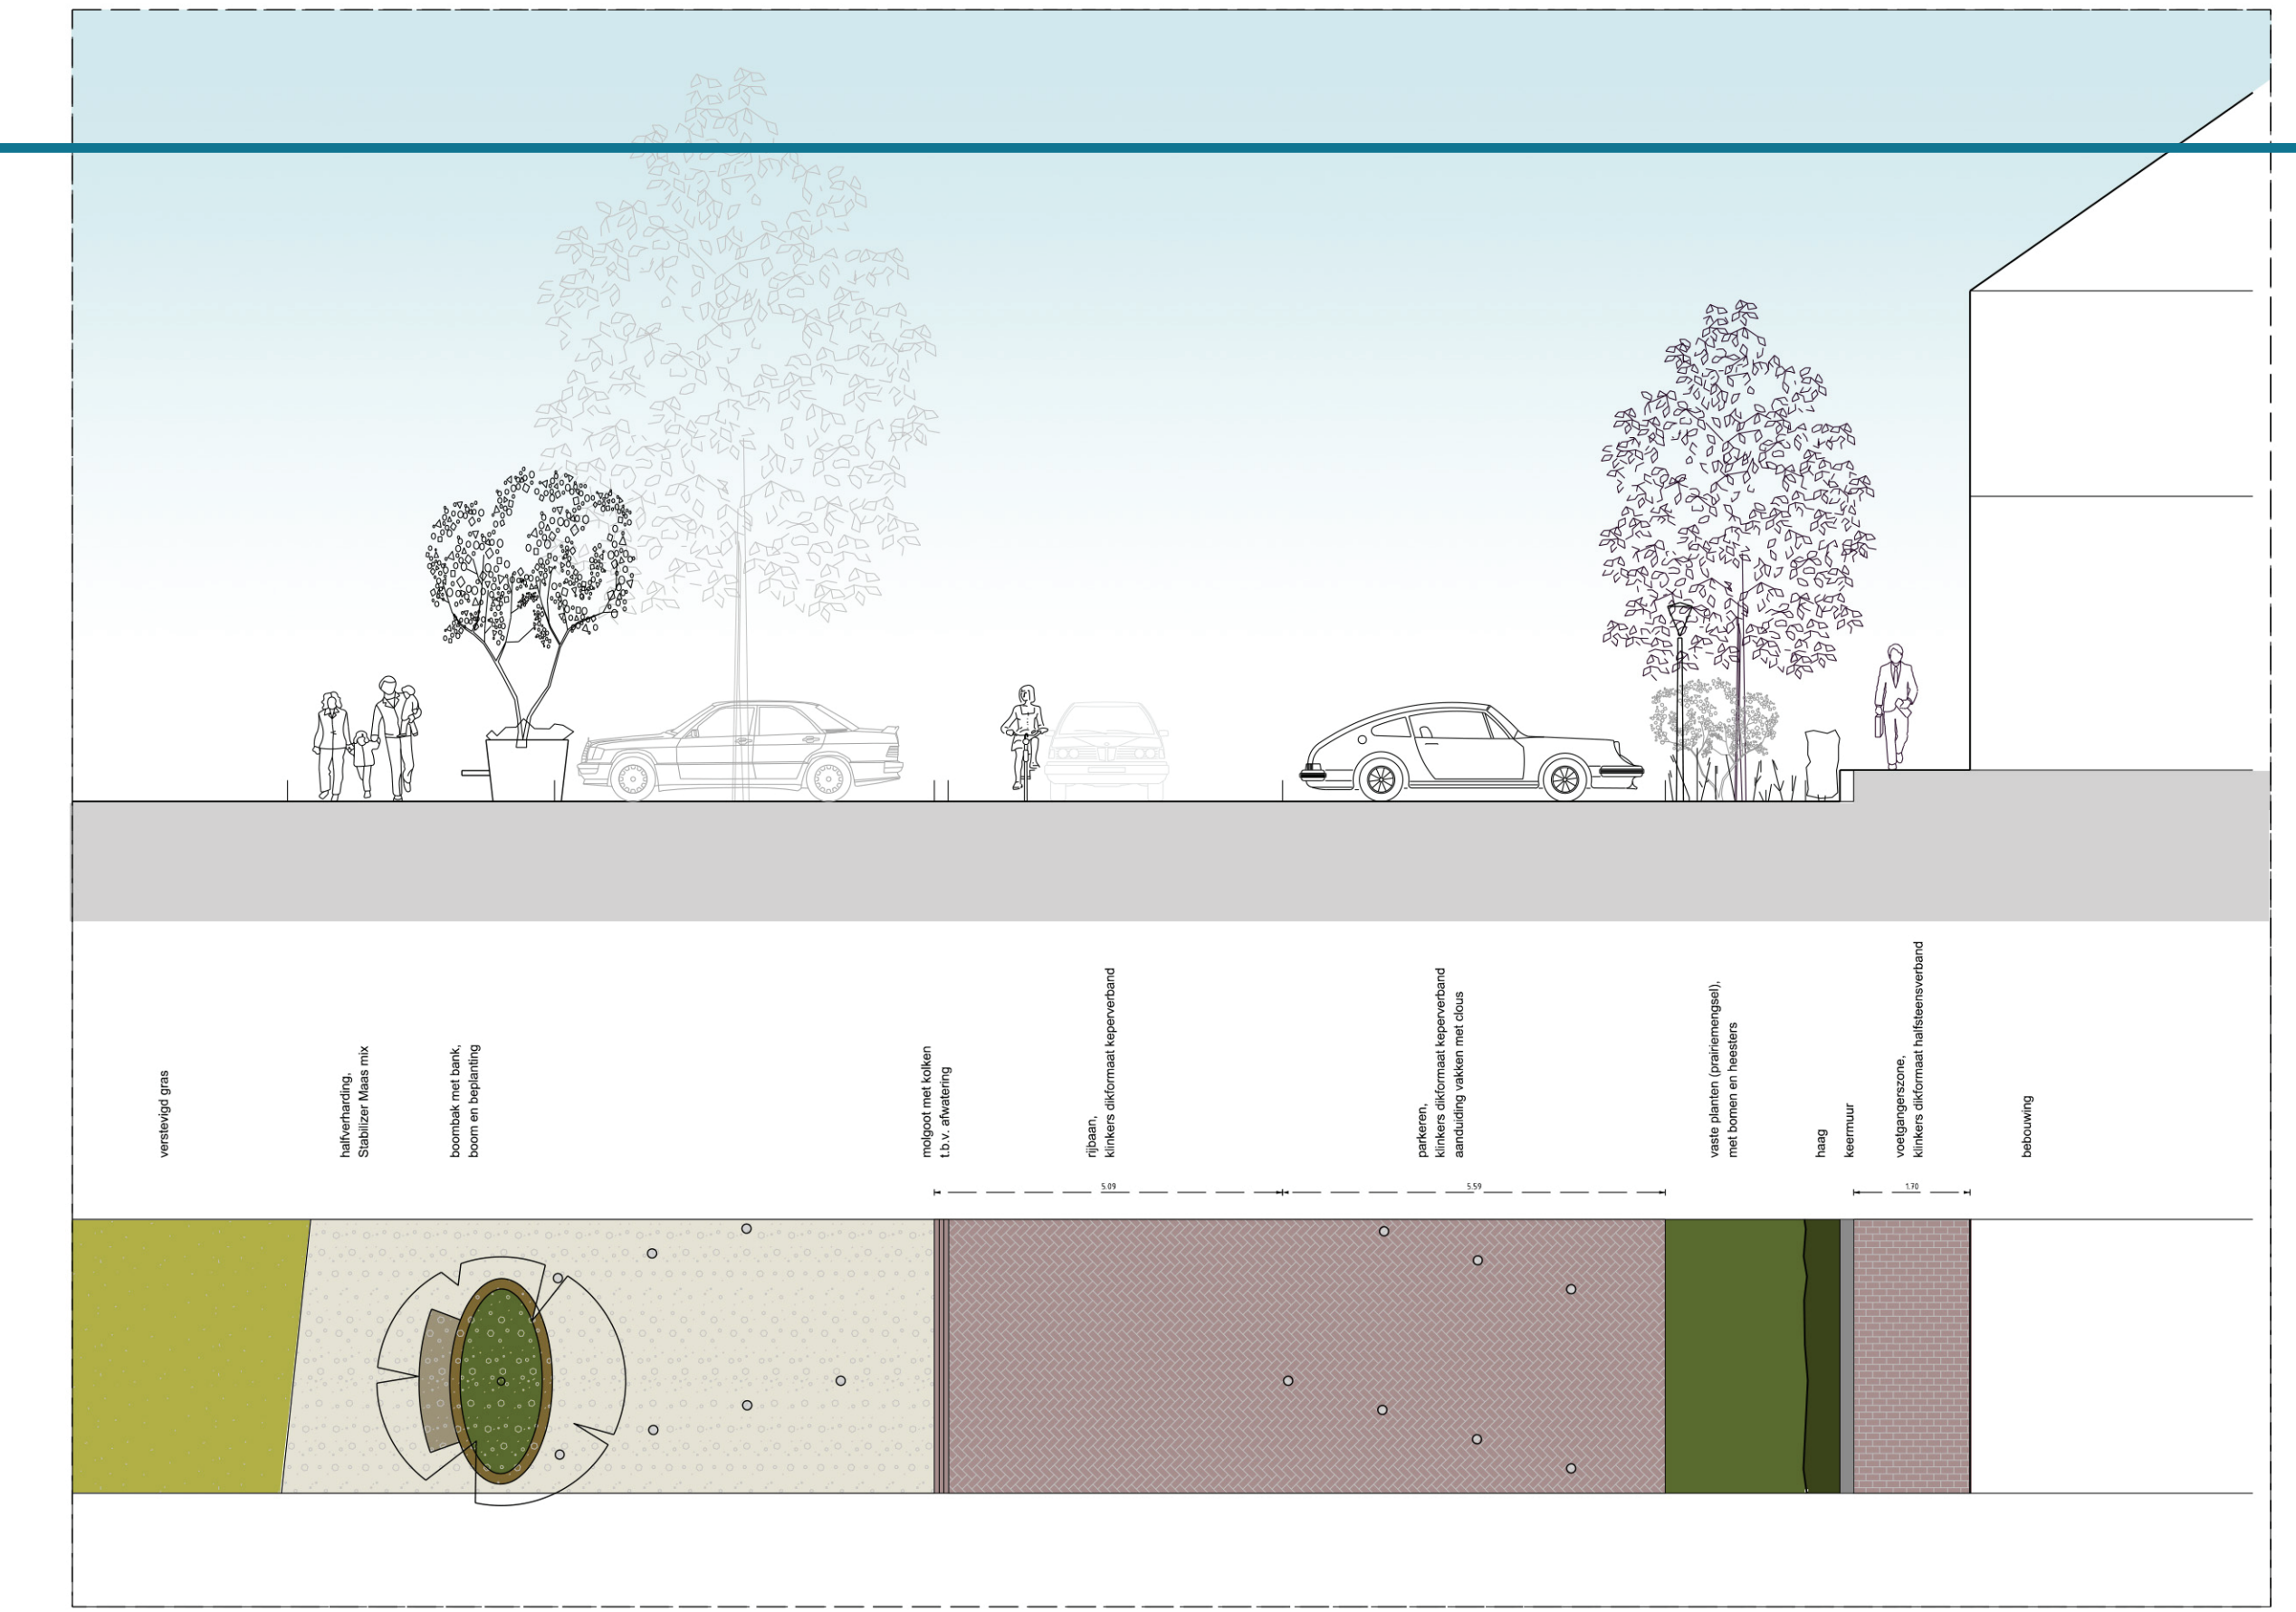 verstevigd gras
halfverharding,
Stabilizer Maas mix
boombak met bank,
boom en beplanting
molgoot met kolken
t.b.v. afwatering
rijbaan,
klinkers dikformaat keperverband
parkeren,
klinkers dikformaat keperverband
aanduiding vakken met clous
vaste planten (prairiemengsel),
met bomen en heesters
haag
keermuur
voetgangerszone,
klinkers dikformaat halfsteensverband
bebouwing
5.09
5.59
1.70